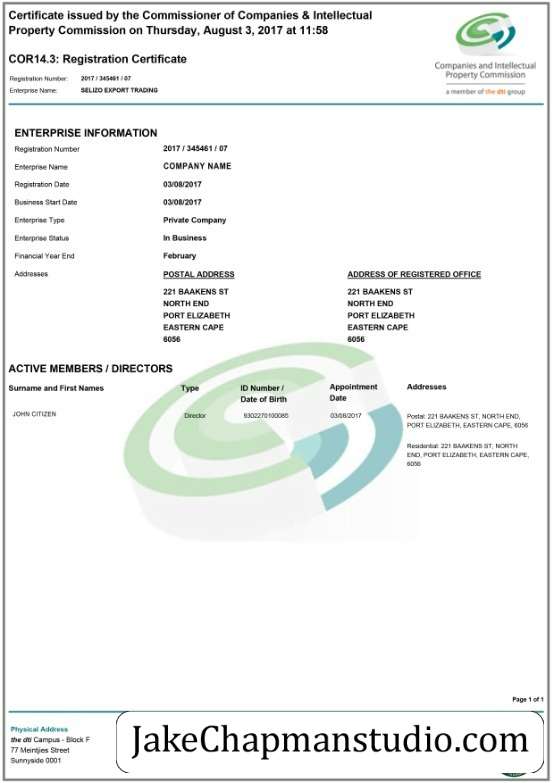 Certificate issued by the Commissioner of Companies & Intellectual
Property Commission on Thursday, August 3, 2017 at 11:58
COR14.3: Registration Certificate
Registration Number: 2017 / 345461 / 07
Enterprise Name: SELIZO EXPORT TRADING
Companies and Intellectual
Property Commission
a member of the dti group
ENTERPRISE INFORMATION
Registration Number 2017 / 345461 / 07
Enterprise Name COMPANY NAME
Registration Date 03/08/2017
Business Start Date 03/08/2017
Enterprise Type Private Company
Enterprise Status In Business
Financial Year End February
Addresses POSTAL ADDRESS ADDRESS OF REGISTERED OFFICE
221 BAAKENS ST 221 BAAKENS ST
NORTH END NORTH END
PORT ELIZABETH PORT ELIZABETH
EASTERN CAPE EASTERN CAPE
6056 6056
ACTIVE MEMBERS / DIRECTORS
Surname and First Names Type ID Number / Date of Birth Appointment Date Addresses
JOHN CITIZEN Director 9302270100085 03/08/2017 Postal: 221 BAAKENS ST, NORTH END,
PORT ELIZABETH, EASTERN CAPE, 6056
Residential: 221 BAAKENS ST, NORTH
END, PORT ELIZABETH, EASTERN CAPE,
6056
Page 1 of 1
Physical Address
the dti Campus - Block F
77 Meintjies Street
Sunnyside 0001
JakeChapmanstudio.com